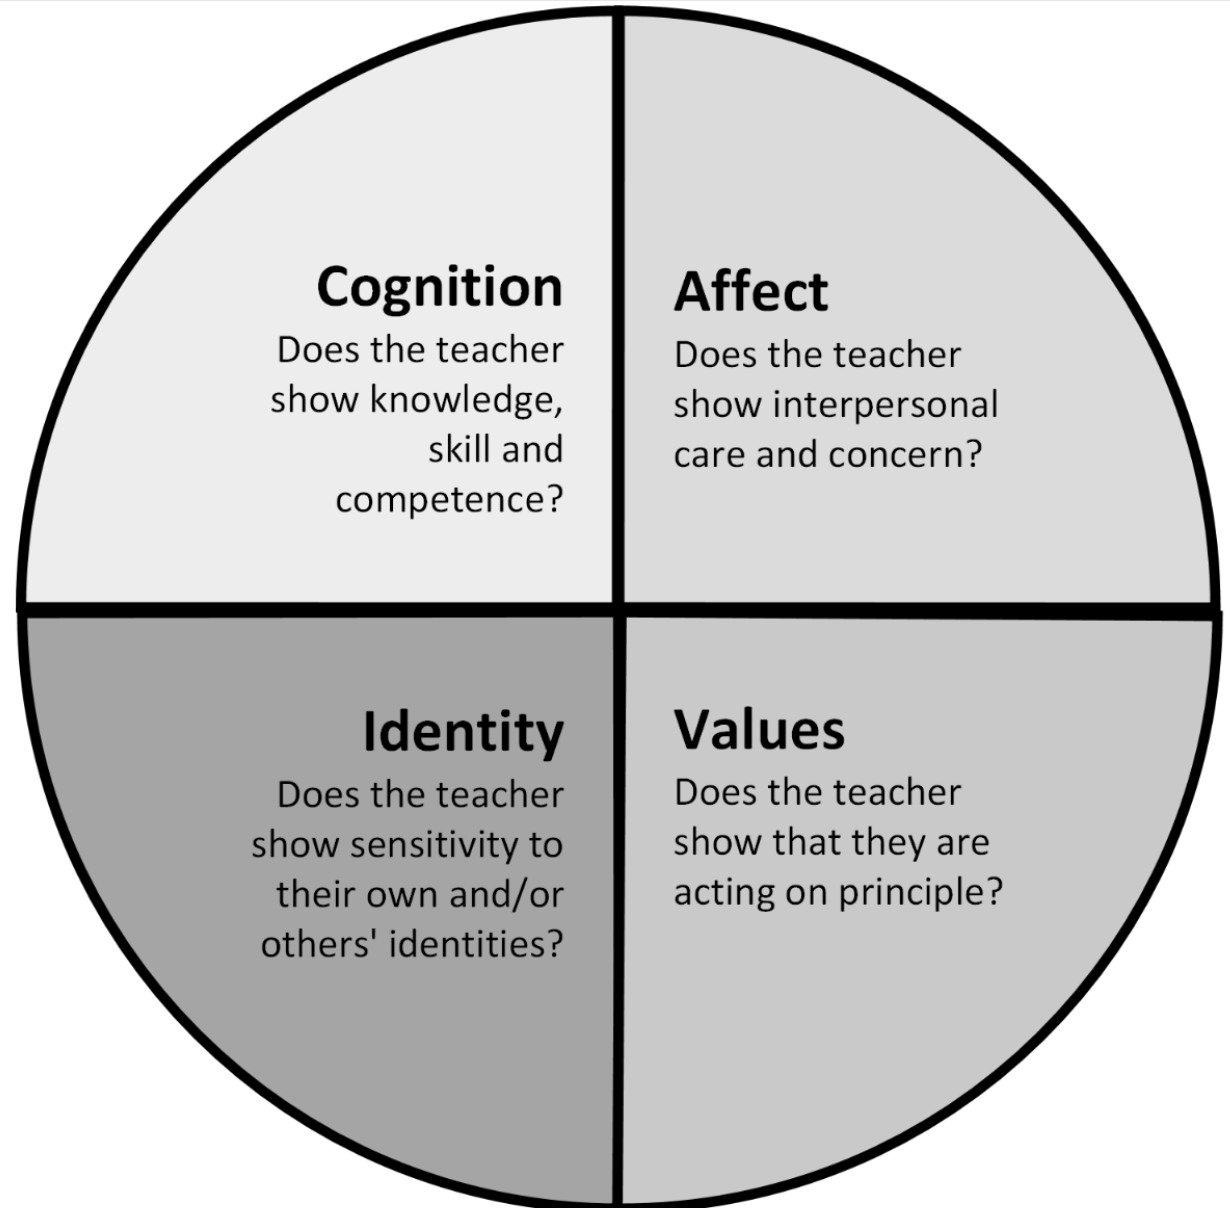 Cognition
Does the teacher
show knowledge,
skill and
competence?
Affect
Does the teacher
show interpersonal
care and concern?
Identity
Does the teacher
show sensitivity to
their own and/or
others' identities?
Values
Does the teacher
show that they are
acting on principle?